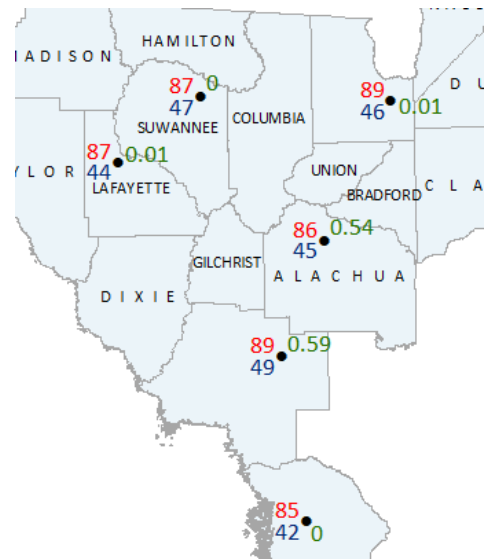 HAMILTON
ADISON
87 0
47
SUWANNEE
COLUMBIA
89
46 0.01
D U
87 0.01
44
LAFAYETTE
YLOR
UNION
BRADFORD
CLA
86 0.54
45
GILCHRIST
ALACHUA
DIXIE
89 0.59
49
85
42 0